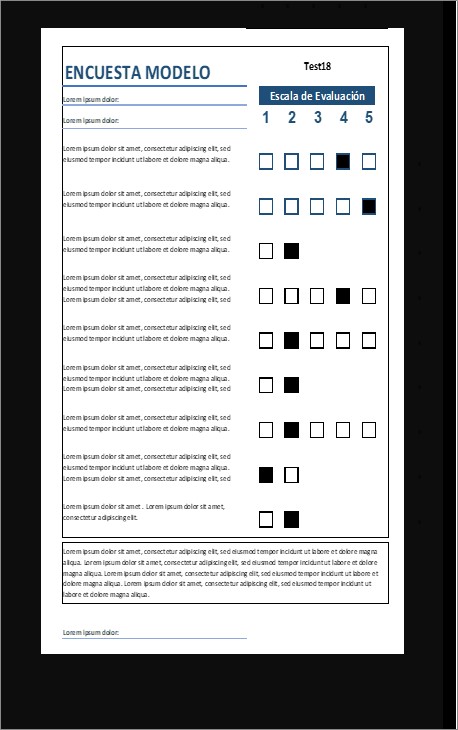 Test18
ENCUESTA MODELO
Escala de Evaluación
Lorem ipsum dolor:
1 2 3 4 5
Lorem ipsum dolor:
Lorem ipsum dolor sit amet, consectetur adipiscing elit, sed
eiusmod tempor incidunt ut labore et dolore magna aliqua.
Lorem ipsum dolor sit amet, consectetur adipiscing elit, sed
eiusmod tempor incidunt ut labore et dolore magna aliqua.
Lorem ipsum dolor sit amet, consectetur adipiscing elit, sed
eiusmod tempor incidunt ut labore et dolore magna aliqua.
Lorem ipsum dolor sit amet, consectetur adipiscing elit, sed
eiusmod tempor incidunt ut labore et dolore magna aliqua.
Lorem ipsum dolor sit amet, consectetur adipiscing elit, sed
Lorem ipsum dolor sit amet, consectetur adipiscing elit, sed
eiusmod tempor incidunt ut labore et dolore magna aliqua.
Lorem ipsum dolor sit amet, consectetur adipiscing elit, sed
eiusmod tempor incidunt ut labore et dolore magna aliqua.
Lorem ipsum dolor sit amet, consectetur adipiscing elit, sed
Lorem ipsum dolor sit amet, consectetur adipiscing elit, sed
eiusmod tempor incidunt ut labore et dolore magna aliqua.
Lorem ipsum dolor sit amet, consectetur adipiscing elit, sed
eiusmod tempor incidunt ut labore et dolore magna aliqua.
Lorem ipsum dolor sit amet, consectetur adipiscing elit, sed
Lorem ipsum dolor sit amet . Lorem ipsum dolor sit amet,
consectetur adipiscing elit.
Lorem ipsum dolor sit amet, consectetur adipiscing elit, sed eiusmod tempor incidunt ut labore et dolore magna
aliqua. Lorem ipsum dolor sit amet, consectetur adipiscing elit, sed eiusmod tempor incidunt ut labore et dolore
magna aliqua. Lorem ipsum dolor sit amet, consectetur adipiscing elit, sed eiusmod tempor incidunt ut labore et
dolore magna aliqua. Lorem ipsum dolor sit amet, consectetur adipiscing elit, sed eiusmod tempor incidunt ut
labore et dolore magna aliqua.
Lorem ipsum dolor: